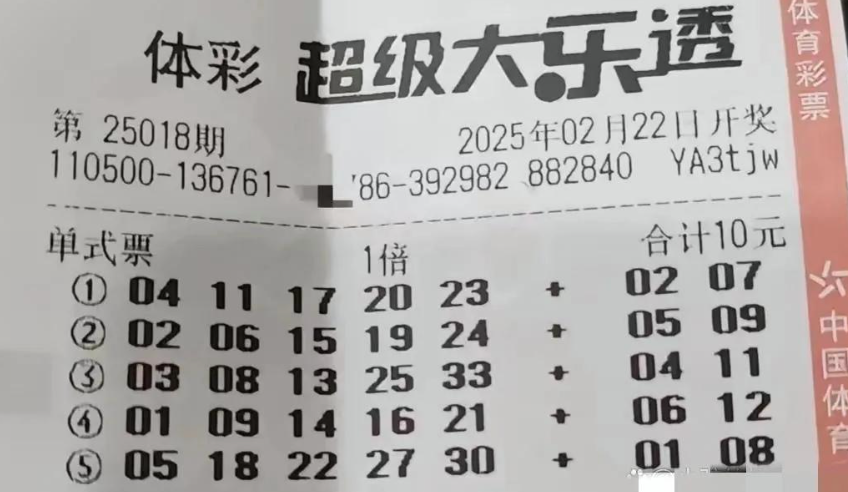 体彩 超级大乐透
第 25018期 2025年02月22日开奖
110500-136761- '86-392982 882840 YA3tjw
单式票 1倍 合计10元
① 04 11 17 20 23 + 02 07
② 02 06 15 19 24 + 05 09
③ 03 08 13 25 33 + 04 11
④ 01 09 14 16 21 + 06 12
⑤ 05 18 22 27 30 + 01 08
体育彩票
中国体育